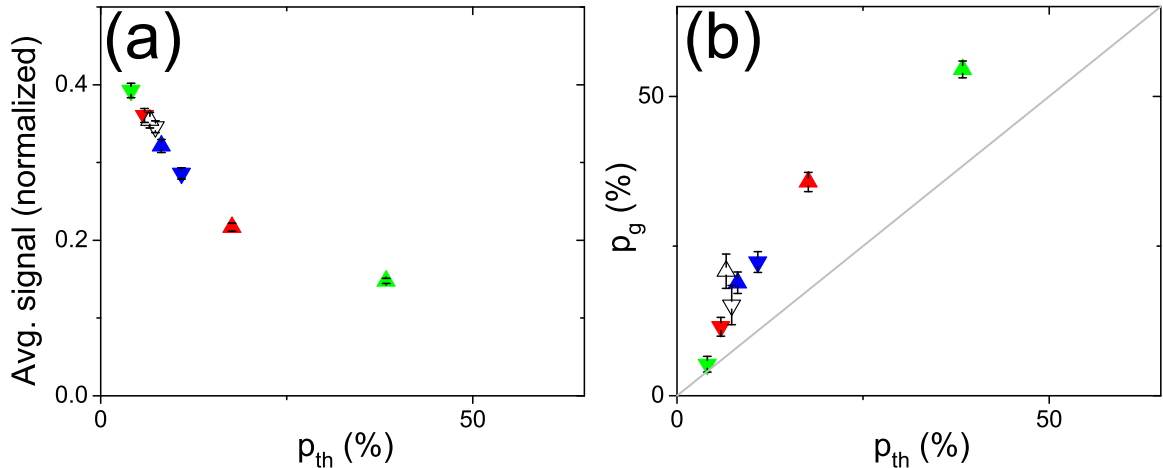 (a)
Avg. signal (normalized)
0.4
0.2
0.0
0
50
p_th (%)
(b)
p_g (%)
50
0
0
50
p_th (%)